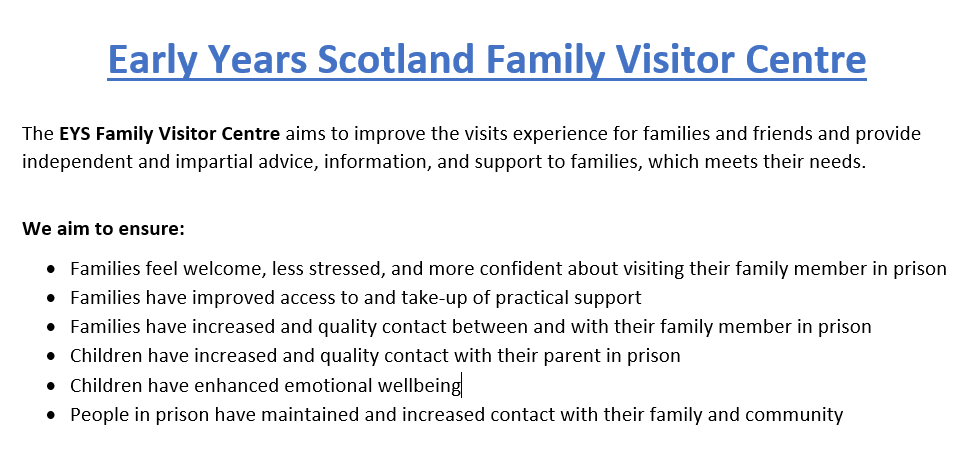 Early Years Scotland Family Visitor Centre
The EYS Family Visitor Centre aims to improve the visits experience for families and friends and provide
independent and impartial advice, information, and support to families, which meets their needs.
We aim to ensure:
• Families feel welcome, less stressed, and more confident about visiting their family member in prison
• Families have improved access to and take-up of practical support
• Families have increased and quality contact between and with their family member in prison
• Children have increased and quality contact with their parent in prison
• Children have enhanced emotional wellbeing
• People in prison have maintained and increased contact with their family and community